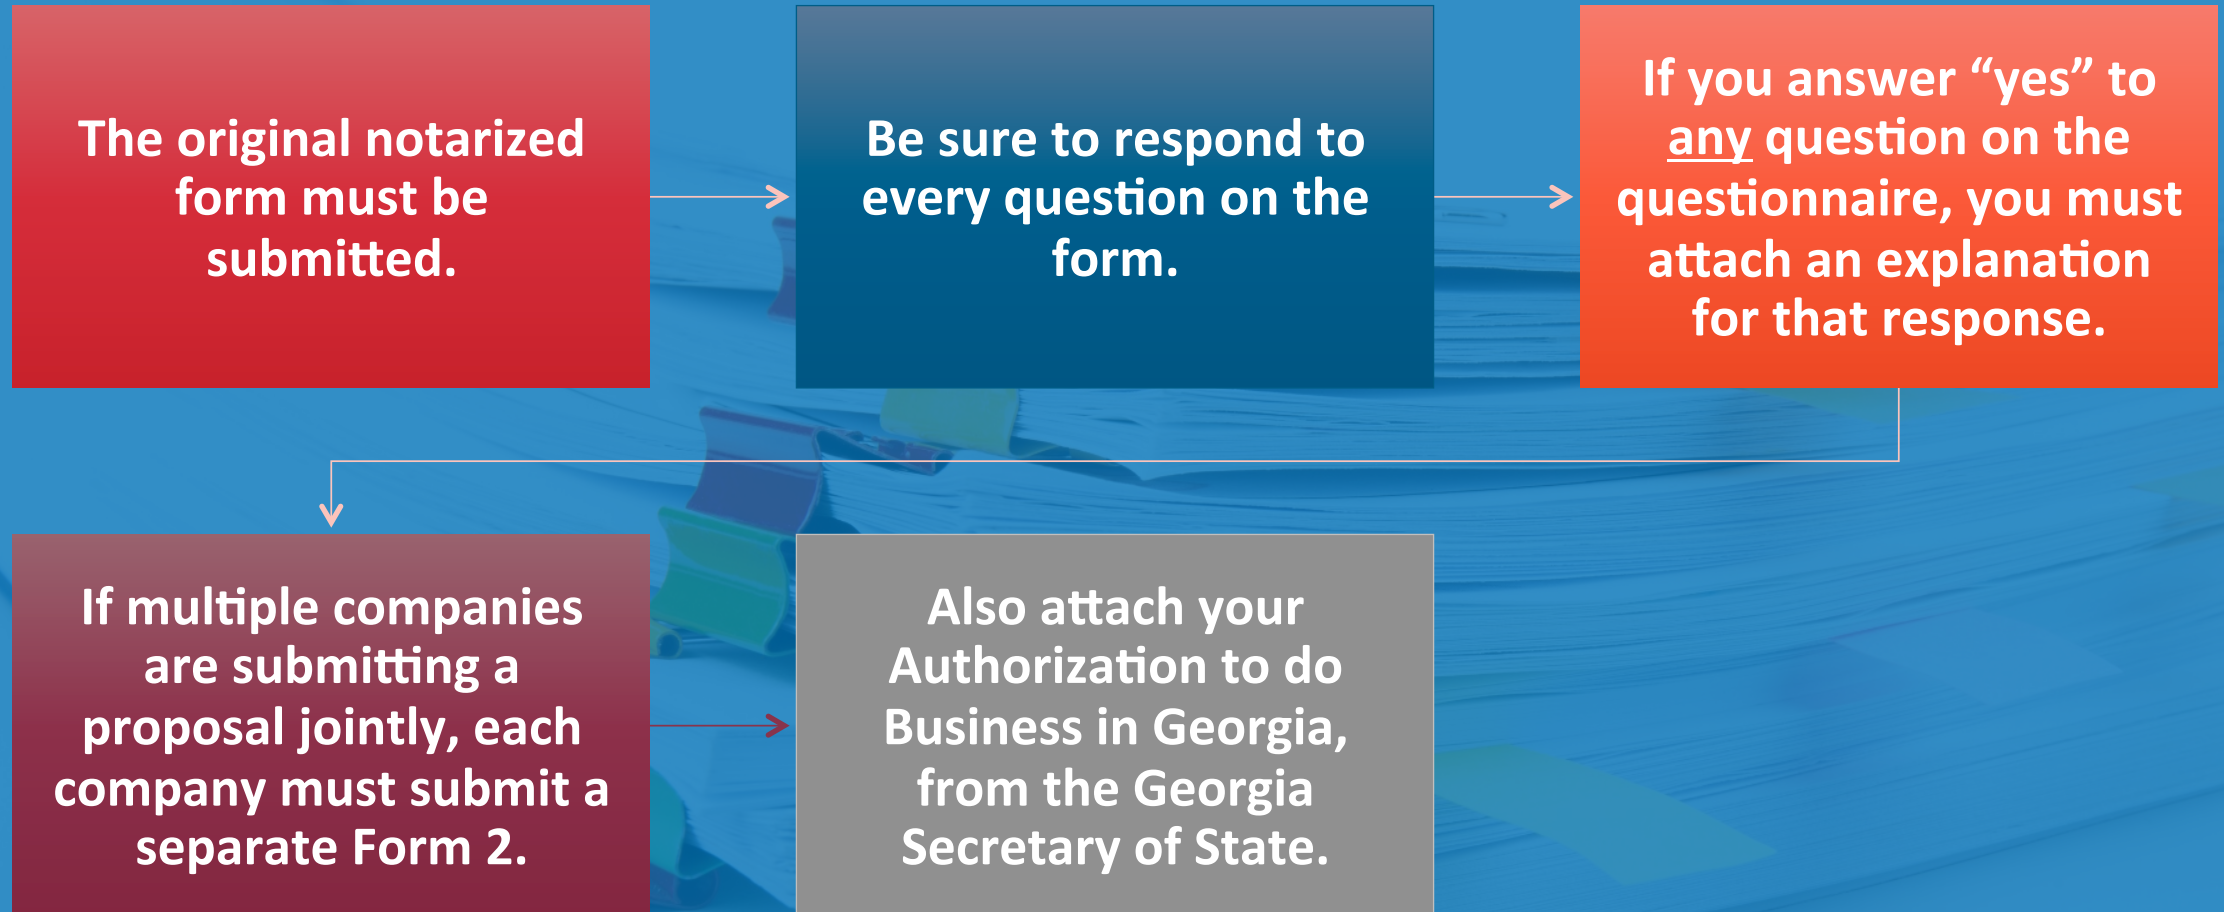 The original notarized
form must be
submitted.
Be sure to respond to
every question on the
form.
If you answer “yes” to
any question on the
questionnaire, you must
attach an explanation
for that response.
If multiple companies
are submitting a
proposal jointly, each
company must submit a
separate Form 2.
Also attach your
Authorization to do
Business in Georgia,
from the Georgia
Secretary of State.